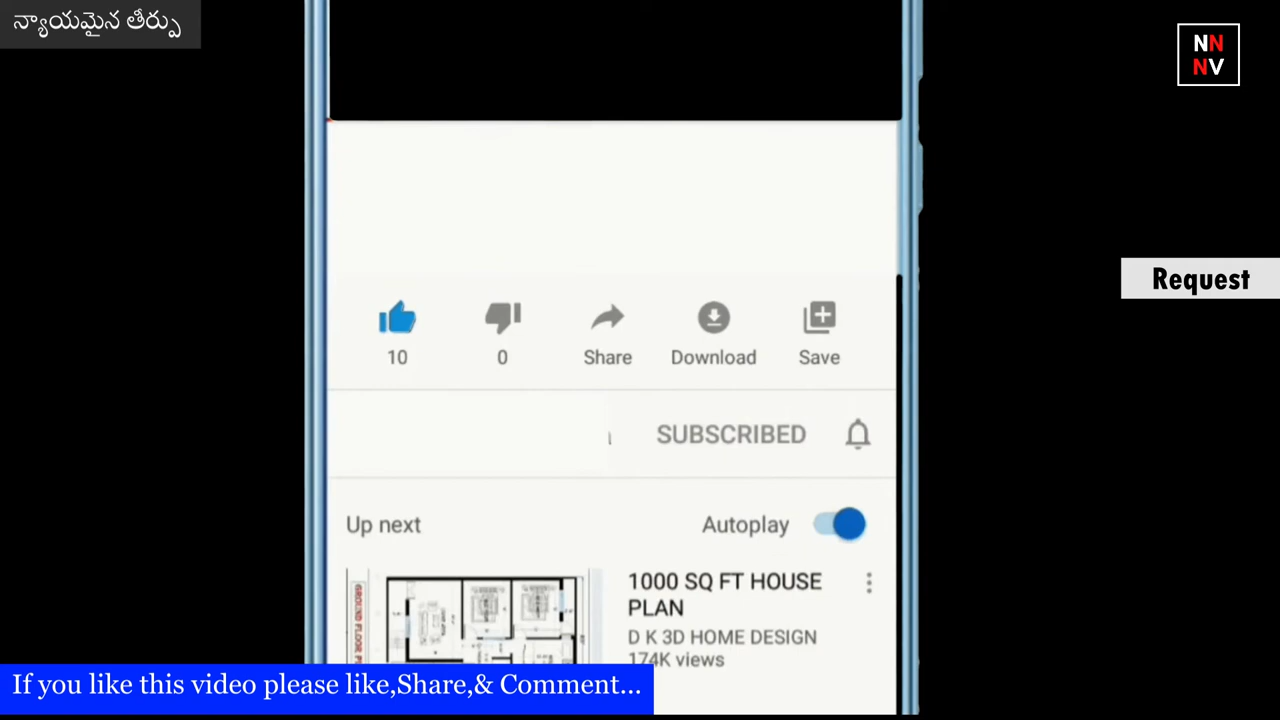 న్యాయమైన తీర్పు
NN
NV
Request
10
0
Share
Download
Save
SUBSCRIBED
Up next
Autoplay
1000 SQ FT HOUSE
PLAN
D K 3D HOME DESIGN
174K views
If you like this video please like,Share,& Comment...